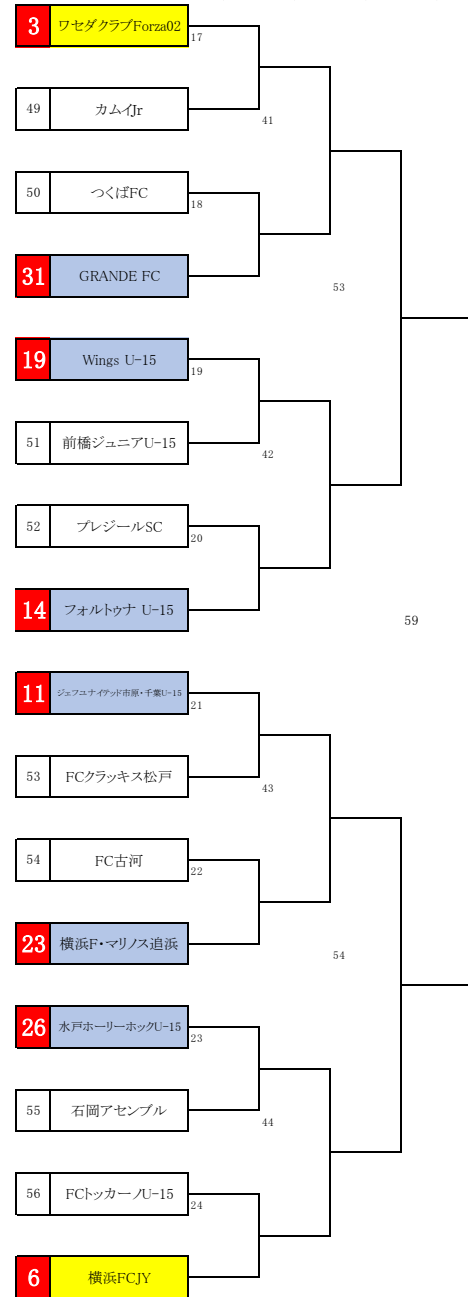 3 ワセダクラブForza02
17
49 カムイJr
41
50 つくばFC
18
31 GRANDE FC
53
19 Wings U-15
19
51 前橋ジュニアU-15
42
52 プレジールSC
20
14 フォルトゥナ U-15
59
11 ジェフユナイテッド市原・千葉U-15
21
53 FCクラッキス松戸
43
54 FC古河
22
23 横浜F・マリノス追浜
54
26 水戸ホーリーホックU-15
23
55 石岡アセンブル
44
56 FCトッカーノU-15
24
6 横浜FCJY